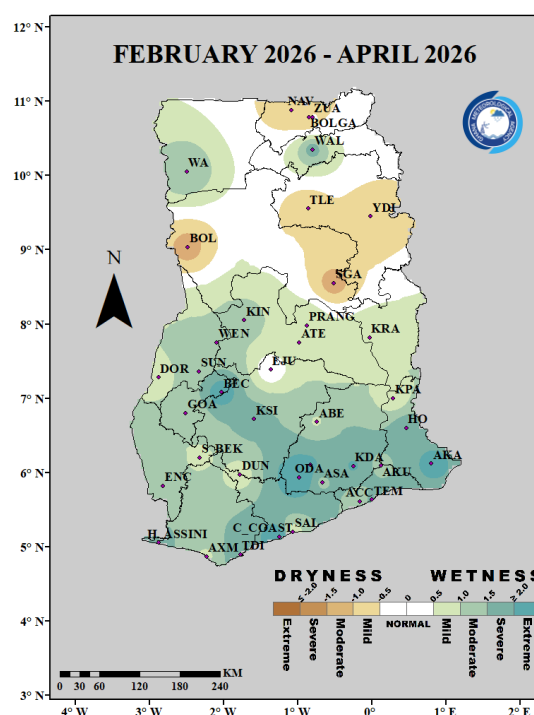 12° N
FEBRUARY 2026 - APRIL 2026
11° N
NAV
ZUA
BOLGA
WAL
10° N
WA
TLE
YDI
9° N
BOL
SGA
N
8° N
KIN
PRANG
WEN
ATE
KRA
SUN
EJU
DOR
BEC
7° N
KPA
GOA
KSI
ABE
HO
S_BEK
AKA
6° N
DUN
ODA
KDA
ASA
AKU
ENC
ACC
TEM
SAL
C_COAST
H_ASSINI
5° N
AXM
TDI
DRYNESS WETNESS
≤ -2.0 -1.5 -1.0 -0.5 0 0.5 1.0 1.5 ≥ 2.0
NORMAL
Extreme Severe Moderate Mild Mild Moderate Severe Extreme
4° N
KM
0 15 30 60 120 180 240
3° N
4° W 3° W 2° W 1° W 0° 1° E 2° E